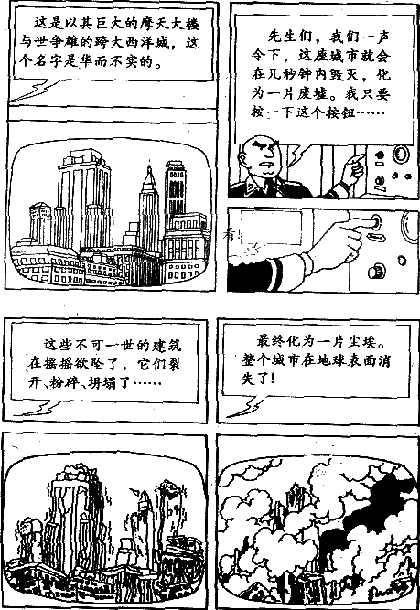 这是以其巨大的摩天大楼
与世争雄的跨大西洋城，这
个名字是华而不实的。
先生们，我们一声
令下，这座城市就会
在几秒钟内毁灭，化
为一片废墟。我只要
按一下这个按钮……
看
这些不可一世的建筑
在摇摇欲坠了，它们裂
开、粉碎、坍塌了……
最终化为一片尘埃。
整个城市在地球表面消
失了！